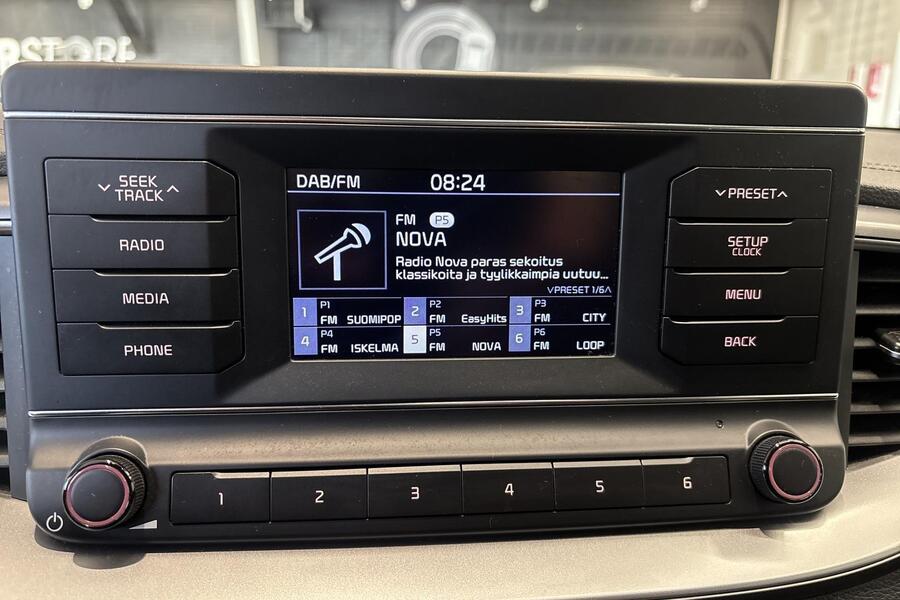 RSTORE
SEEK
TRACK
RADIO
MEDIA
PHONE
DAB/FM 08:24
FM P5
NOVA
Radio Nova paras sekoitus
klassikoita ja tyylikkaimpia uutuu...
PRESET 1/6
1 P1 FM SUOMIPOP 2 P2 FM EasyHits 3 P3 FM CITY
4 P4 FM ISKELMA 5 P5 FM NOVA 6 P6 FM LOOP
PRESET
SETUP
CLOCK
MENU
BACK
1 2 3 4 5 6